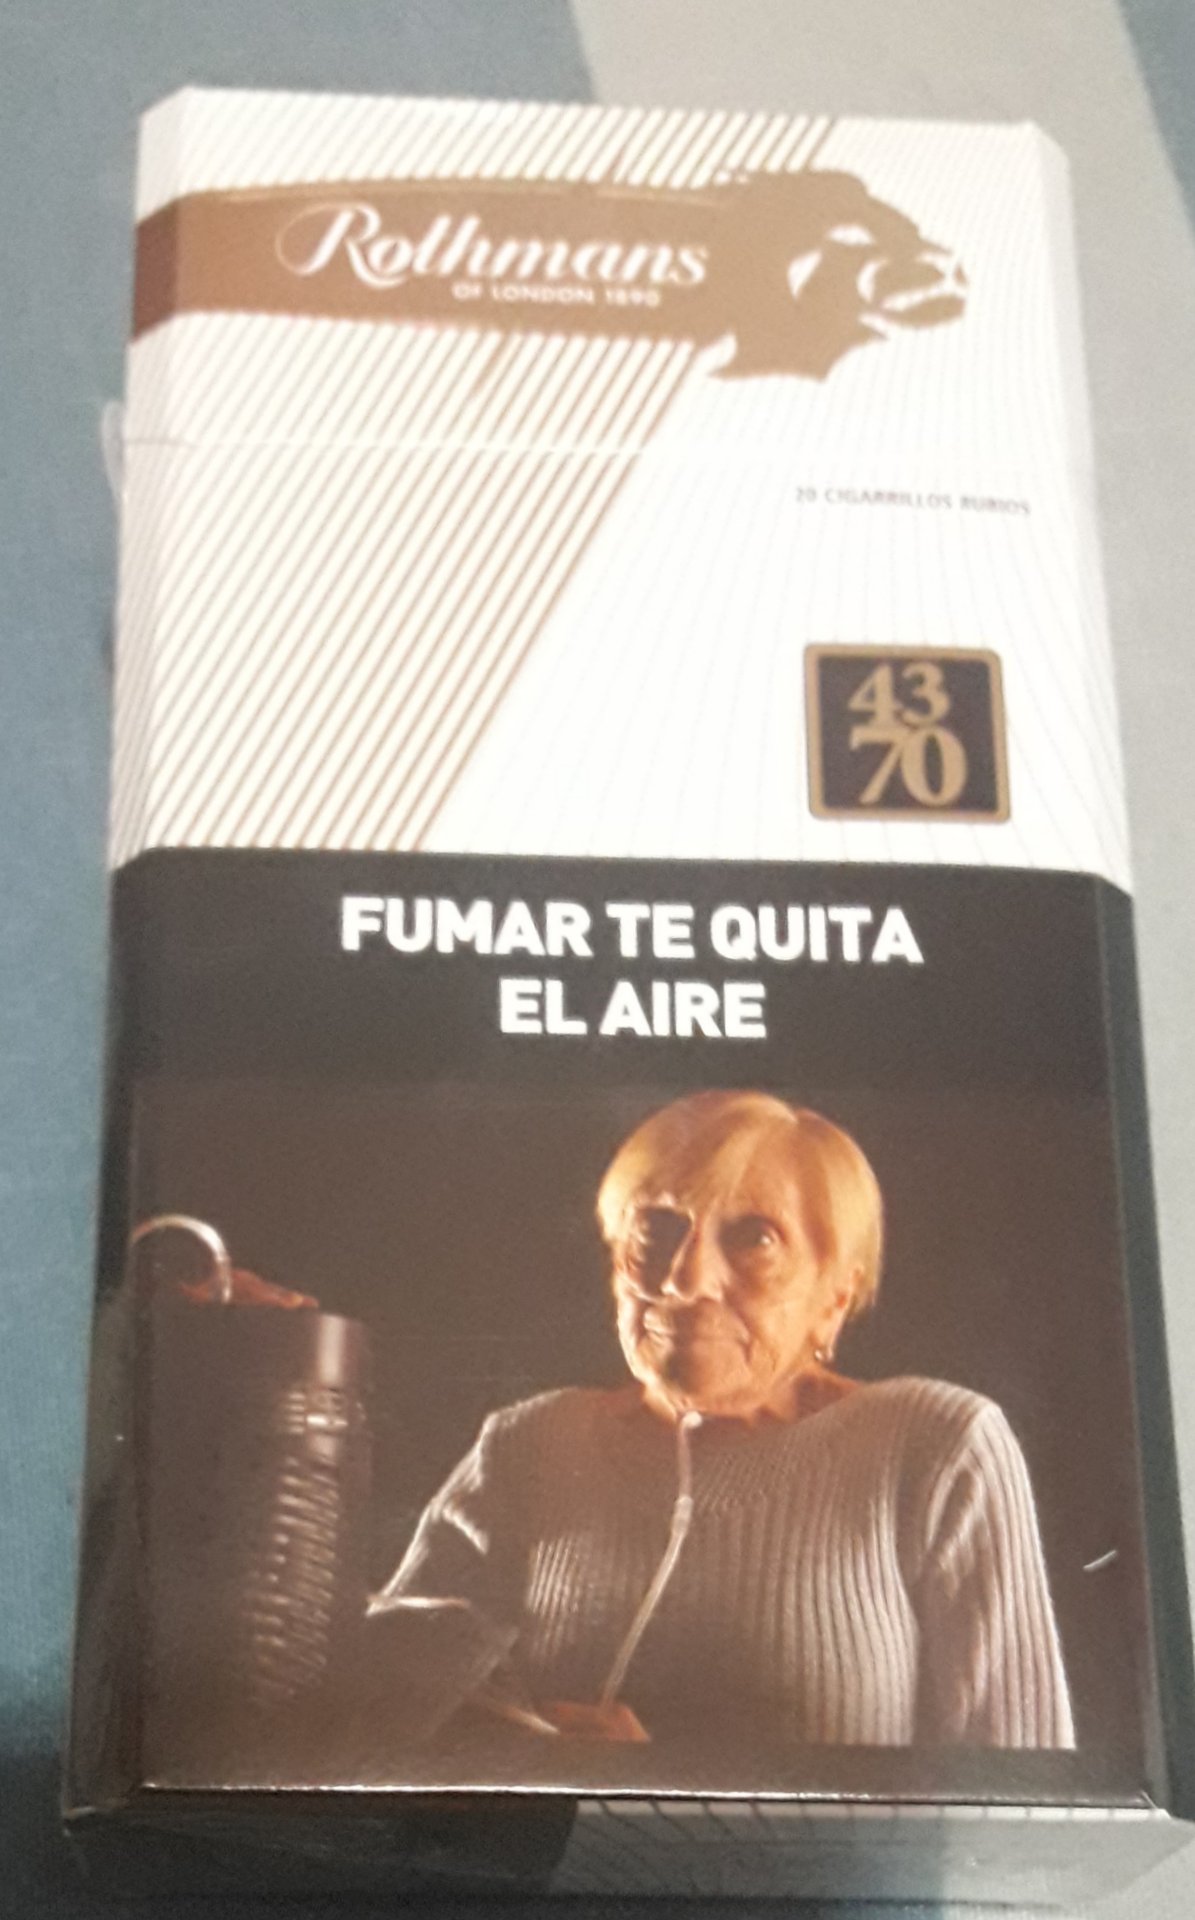 Rothmans
OF LONDON 1890
20 CIGARRILLOS RUBIOS
43
70
FUMAR TE QUITA
EL AIRE